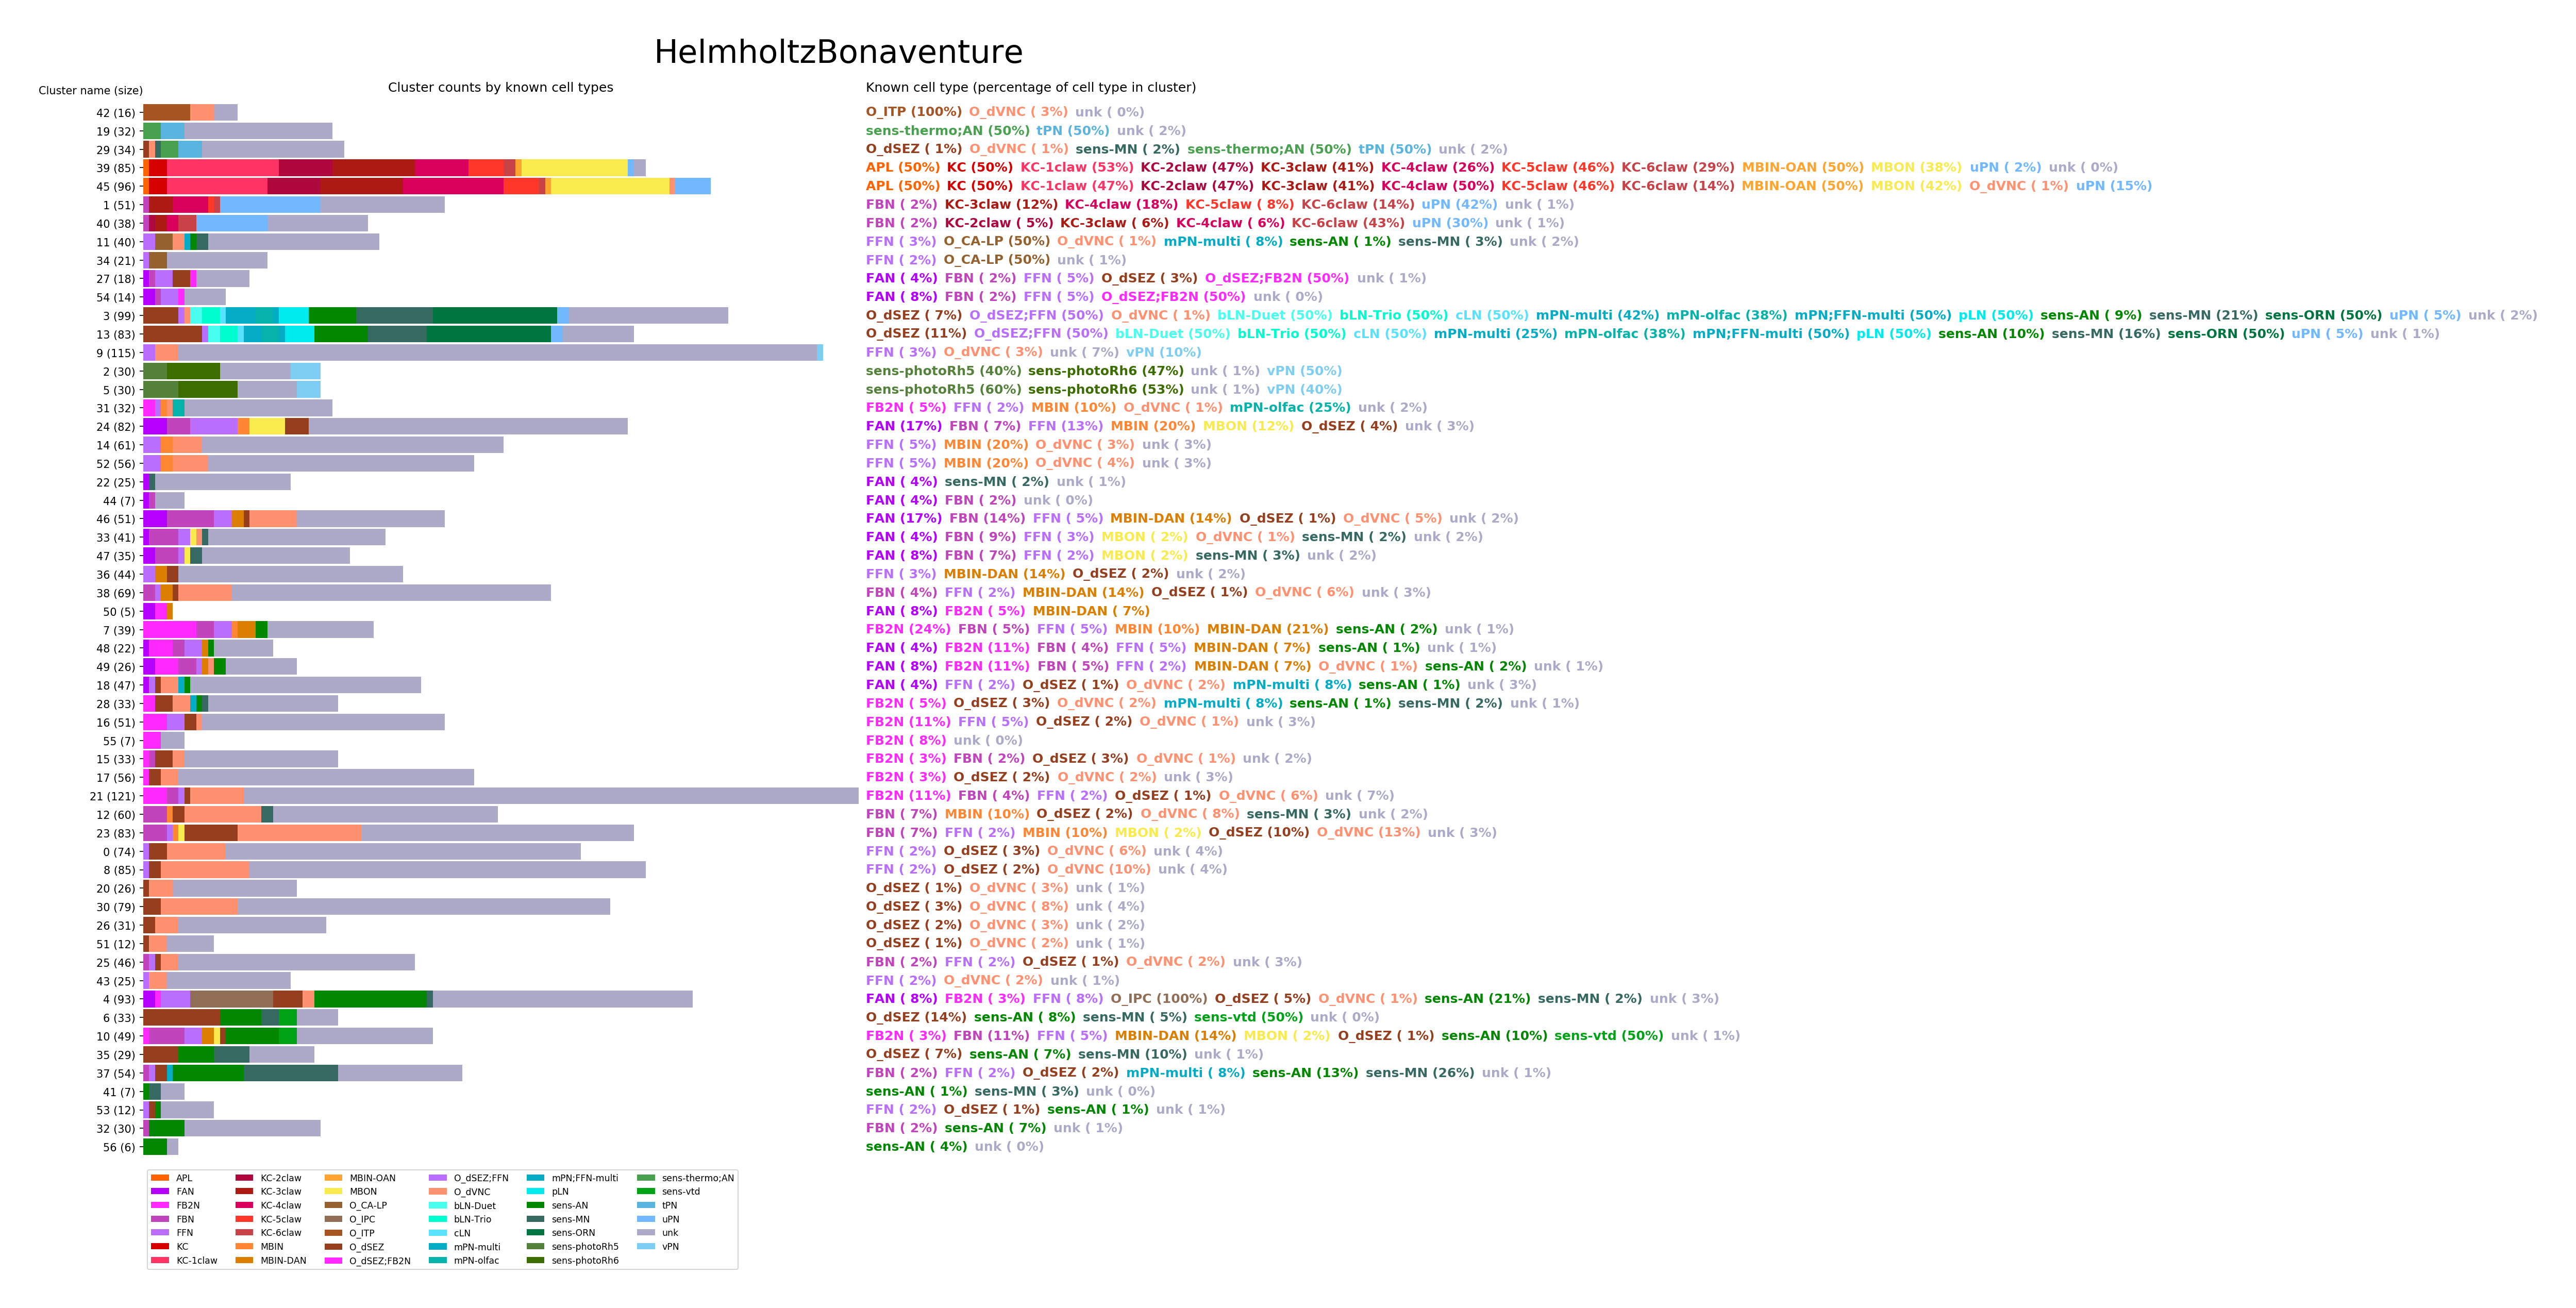 HelmholtzBonaventure
Cluster name (size) Cluster counts by known cell types Known cell type (percentage of cell type in cluster)
42 (16) O_ITP (100%) O_dVNC ( 3%) unk ( 0%)
19 (32) sens-thermo;AN (50%) tPN (50%) unk ( 2%)
29 (34) O_dSEZ ( 1%) O_dVNC ( 1%) sens-MN ( 2%) sens-thermo;AN (50%) tPN (50%) unk ( 2%)
39 (85) APL (50%) KC (50%) KC-1claw (53%) KC-2claw (47%) KC-3claw (41%) KC-4claw (26%) KC-5claw (46%) KC-6claw (29%) MBIN-OAN (50%) MBON (38%) uPN ( 2%) unk ( 0%)
45 (96) APL (50%) KC (50%) KC-1claw (47%) KC-2claw (47%) KC-3claw (41%) KC-4claw (50%) KC-5claw (46%) KC-6claw (14%) MBIN-OAN (50%) MBON (42%) O_dVNC ( 1%) uPN (15%)
1 (51) FBN ( 2%) KC-3claw (12%) KC-4claw (18%) KC-5claw ( 8%) KC-6claw (14%) uPN (42%) unk ( 1%)
40 (38) FBN ( 2%) KC-2claw ( 5%) KC-3claw ( 6%) KC-4claw ( 6%) KC-6claw (43%) uPN (30%) unk ( 1%)
11 (40) FFN ( 3%) O_CA-LP (50%) O_dVNC ( 1%) mPN-multi ( 8%) sens-AN ( 1%) sens-MN ( 3%) unk ( 2%)
34 (21) FFN ( 2%) O_CA-LP (50%) unk ( 1%)
27 (18) FAN ( 4%) FBN ( 2%) FFN ( 5%) O_dSEZ ( 3%) O_dSEZ;FB2N (50%) unk ( 1%)
54 (14) FAN ( 8%) FBN ( 2%) FFN ( 5%) O_dSEZ;FB2N (50%) unk ( 0%)
3 (99) O_dSEZ ( 7%) O_dSEZ;FFN (50%) O_dVNC ( 1%) bLN-Duet (50%) bLN-Trio (50%) cLN (50%) mPN-multi (42%) mPN-olfac (38%) mPN;FFN-multi (50%) pLN (50%) sens-AN ( 9%) sens-MN (21%) sens-ORN (50%) uPN ( 5%) unk ( 2%)
13 (83) O_dSEZ (11%) O_dSEZ;FFN (50%) bLN-Duet (50%) bLN-Trio (50%) cLN (50%) mPN-multi (25%) mPN-olfac (38%) mPN;FFN-multi (50%) pLN (50%) sens-AN (10%) sens-MN (16%) sens-ORN (50%) uPN ( 5%) unk ( 1%)
9 (115) FFN ( 3%) O_dVNC ( 3%) unk ( 7%) vPN (10%)
2 (30) sens-photoRh5 (40%) sens-photoRh6 (47%) unk ( 1%) vPN (50%)
5 (30) sens-photoRh5 (60%) sens-photoRh6 (53%) unk ( 1%) vPN (40%)
31 (32) FB2N ( 5%) FFN ( 2%) MBIN (10%) O_dVNC ( 1%) mPN-olfac (25%) unk ( 2%)
24 (82) FAN (17%) FBN ( 7%) FFN (13%) MBIN (20%) MBON (12%) O_dSEZ ( 4%) unk ( 3%)
14 (61) FFN ( 5%) MBIN (20%) O_dVNC ( 3%) unk ( 3%)
52 (56) FFN ( 5%) MBIN (20%) O_dVNC ( 4%) unk ( 3%)
22 (25) FAN ( 4%) sens-MN ( 2%) unk ( 1%)
44 (7) FAN ( 4%) FBN ( 2%) unk ( 0%)
46 (51) FAN (17%) FBN (14%) FFN ( 5%) MBIN-DAN (14%) O_dSEZ ( 1%) O_dVNC ( 5%) unk ( 2%)
33 (41) FAN ( 4%) FBN ( 9%) FFN ( 3%) MBON ( 2%) O_dVNC ( 1%) sens-MN ( 2%) unk ( 2%)
47 (35) FAN ( 8%) FBN ( 7%) FFN ( 2%) MBON ( 2%) sens-MN ( 3%) unk ( 2%)
36 (44) FFN ( 3%) MBIN-DAN (14%) O_dSEZ ( 2%) unk ( 2%)
38 (69) FBN ( 4%) FFN ( 2%) MBIN-DAN (14%) O_dSEZ ( 1%) O_dVNC ( 6%) unk ( 3%)
50 (5) FAN ( 8%) FB2N ( 5%) MBIN-DAN ( 7%)
7 (39) FB2N (24%) FBN ( 5%) FFN ( 5%) MBIN (10%) MBIN-DAN (21%) sens-AN ( 2%) unk ( 1%)
48 (22) FAN ( 4%) FB2N (11%) FBN ( 4%) FFN ( 5%) MBIN-DAN ( 7%) sens-AN ( 1%) unk ( 1%)
49 (26) FAN ( 8%) FB2N (11%) FBN ( 5%) FFN ( 2%) MBIN-DAN ( 7%) O_dVNC ( 1%) sens-AN ( 2%) unk ( 1%)
18 (47) FAN ( 4%) FFN ( 2%) O_dSEZ ( 1%) O_dVNC ( 2%) mPN-multi ( 8%) sens-AN ( 1%) unk ( 3%)
28 (33) FB2N ( 5%) O_dSEZ ( 3%) O_dVNC ( 2%) mPN-multi ( 8%) sens-AN ( 1%) sens-MN ( 2%) unk ( 1%)
16 (51) FB2N (11%) FFN ( 5%) O_dSEZ ( 2%) O_dVNC ( 1%) unk ( 3%)
55 (7) FB2N ( 8%) unk ( 0%)
15 (33) FB2N ( 3%) FBN ( 2%) O_dSEZ ( 3%) O_dVNC ( 1%) unk ( 2%)
17 (56) FB2N ( 3%) O_dSEZ ( 2%) O_dVNC ( 2%) unk ( 3%)
21 (121) FB2N (11%) FBN ( 4%) FFN ( 2%) O_dSEZ ( 1%) O_dVNC ( 6%) unk ( 7%)
12 (60) FBN ( 7%) MBIN (10%) O_dSEZ ( 2%) O_dVNC ( 8%) sens-MN ( 3%) unk ( 2%)
23 (83) FBN ( 7%) FFN ( 2%) MBIN (10%) MBON ( 2%) O_dSEZ (10%) O_dVNC (13%) unk ( 3%)
0 (74) FFN ( 2%) O_dSEZ ( 3%) O_dVNC ( 6%) unk ( 4%)
8 (85) FFN ( 2%) O_dSEZ ( 2%) O_dVNC (10%) unk ( 4%)
20 (26) O_dSEZ ( 1%) O_dVNC ( 3%) unk ( 1%)
30 (79) O_dSEZ ( 3%) O_dVNC ( 8%) unk ( 4%)
26 (31) O_dSEZ ( 2%) O_dVNC ( 3%) unk ( 2%)
51 (12) O_dSEZ ( 1%) O_dVNC ( 2%) unk ( 1%)
25 (46) FBN ( 2%) FFN ( 2%) O_dSEZ ( 1%) O_dVNC ( 2%) unk ( 3%)
43 (25) FFN ( 2%) O_dVNC ( 2%) unk ( 1%)
4 (93) FAN ( 8%) FB2N ( 3%) FFN ( 8%) O_IPC (100%) O_dSEZ ( 5%) O_dVNC ( 1%) sens-AN (21%) sens-MN ( 2%) unk ( 3%)
6 (33) O_dSEZ (14%) sens-AN ( 8%) sens-MN ( 5%) sens-vtd (50%) unk ( 0%)
10 (49) FB2N ( 3%) FBN (11%) FFN ( 5%) MBIN-DAN (14%) MBON ( 2%) O_dSEZ ( 1%) sens-AN (10%) sens-vtd (50%) unk ( 1%)
35 (29) O_dSEZ ( 7%) sens-AN ( 7%) sens-MN (10%) unk ( 1%)
37 (54) FBN ( 2%) FFN ( 2%) O_dSEZ ( 2%) mPN-multi ( 8%) sens-AN (13%) sens-MN (26%) unk ( 1%)
41 (7) sens-AN ( 1%) sens-MN ( 3%) unk ( 0%)
53 (12) FFN ( 2%) O_dSEZ ( 1%) sens-AN ( 1%) unk ( 1%)
32 (30) FBN ( 2%) sens-AN ( 7%) unk ( 1%)
56 (6) sens-AN ( 4%) unk ( 0%)
APL KC-2claw MBIN-OAN O_dSEZ;FFN mPN;FFN-multi sens-thermo;AN
FAN KC-3claw MBON O_dVNC pLN sens-vtd
FB2N KC-4claw O_CA-LP bLN-Duet sens-AN tPN
FBN KC-5claw O_IPC bLN-Trio sens-MN uPN
FFN KC-6claw O_ITP cLN sens-ORN unk
KC MBIN O_dSEZ mPN-multi sens-photoRh5 vPN
KC-1claw MBIN-DAN O_dSEZ;FB2N mPN-olfac sens-photoRh6